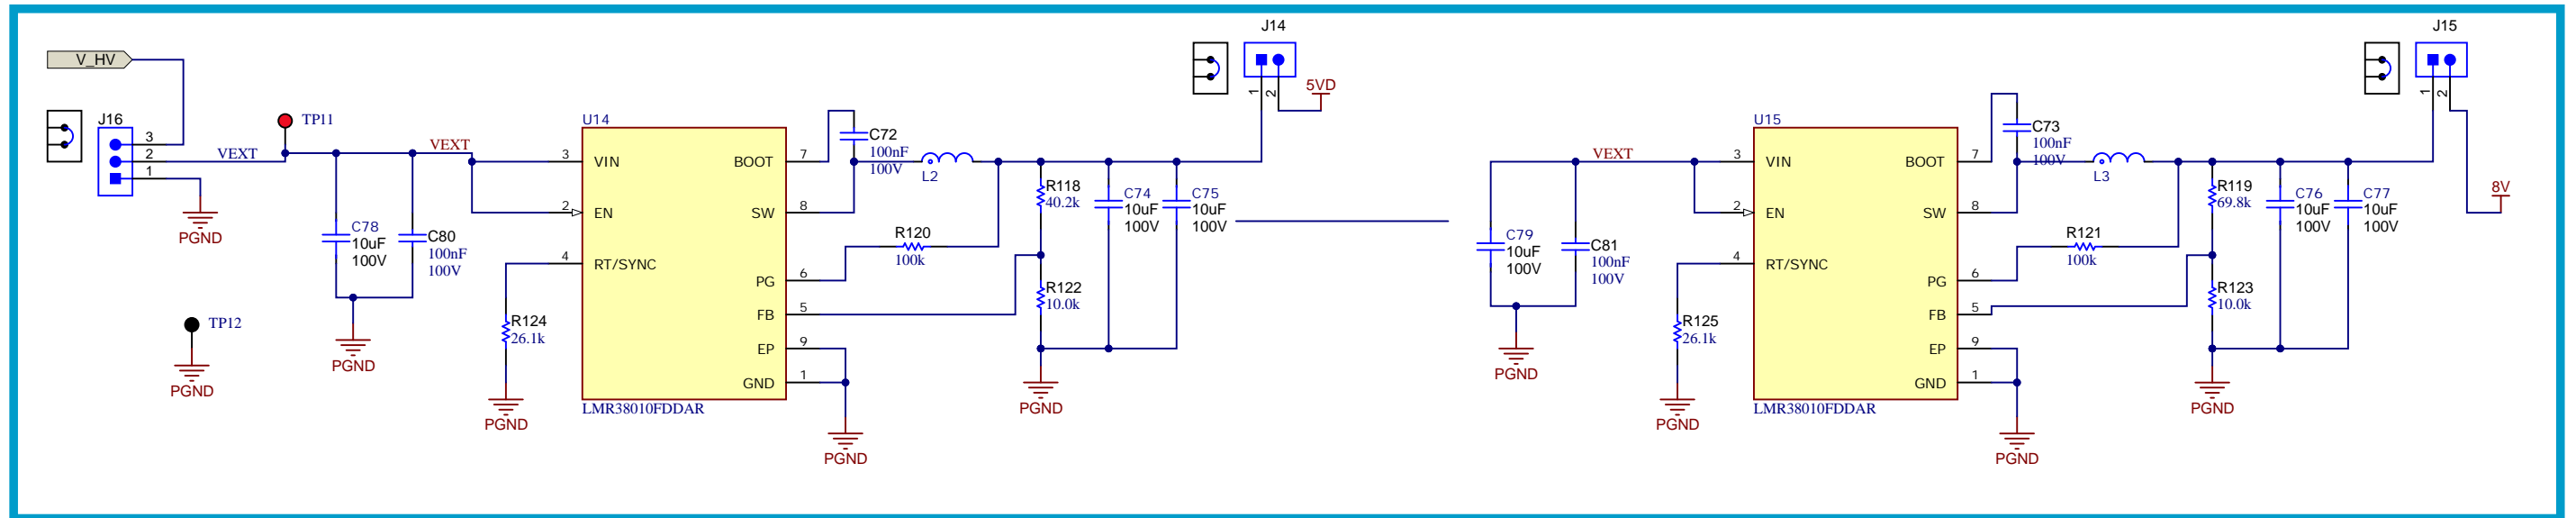 V_HV
J16
3
2
1
VEXT
PGND
TP11
TP12
PGND
C78
10uF
100V
C80
100nF
100V
PGND
VEXT
U14
3
VIN
2
EN
4
RT/SYNC
BOOT
7
SW
8
PG
6
FB
5
EP
9
GND
1
LMR38010FDDAR
R124
26.1k
PGND
C72
100nF
100V
L2
R120
100k
PGND
R118
40.2k
R122
10.0k
PGND
C74
10uF
100V
C75
10uF
100V
J14
1
2
5VD
C79
10uF
100V
VEXT
C81
100nF
100V
PGND
U15
3
VIN
2
EN
4
RT/SYNC
BOOT
7
SW
8
PG
6
FB
5
EP
9
GND
1
LMR38010FDDAR
R125
26.1k
PGND
C73
100nF
100V
L3
R121
100k
PGND
R119
69.8k
R123
10.0k
PGND
C76
10uF
100V
C77
10uF
100V
J15
1
2
8V